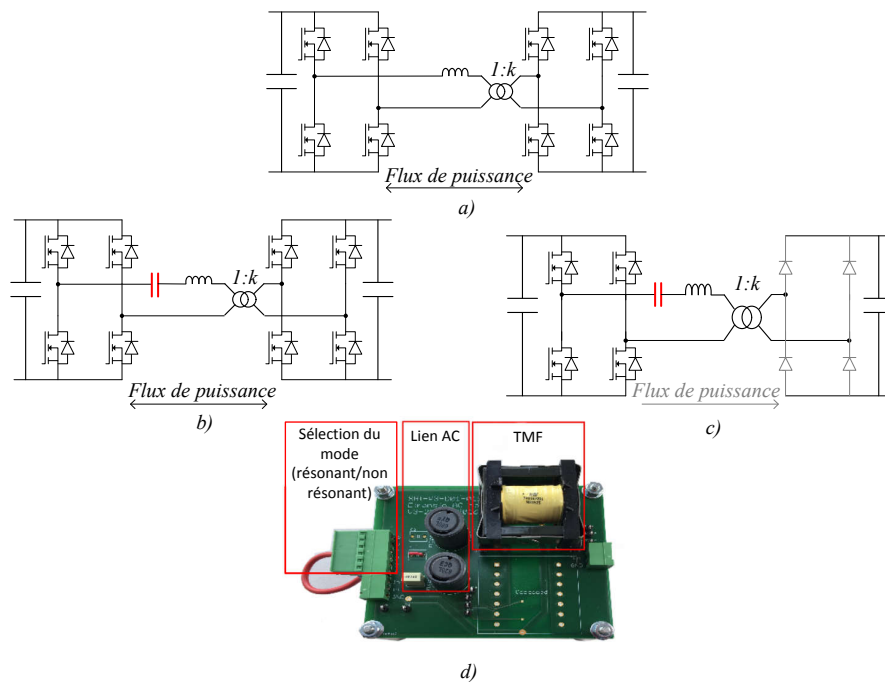 1:k
Flux de puissance
a)
1:k
Flux de puissance
b)
1:k
Flux de puissance
c)
Sélection du
mode
(résonant/non
résonant)
Lien AC
TMF
d)